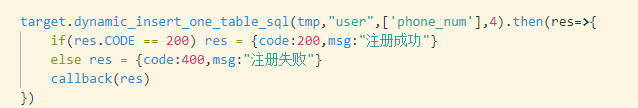 target.dynamic_insert_one_table_sql(tmp,"user",['phone_num'],4).then(res=>{
    if(res.CODE == 200) res = {code:200,msg:"注册成功"}
    else res = {code:400,msg:"注册失败"}
    callback(res)
})